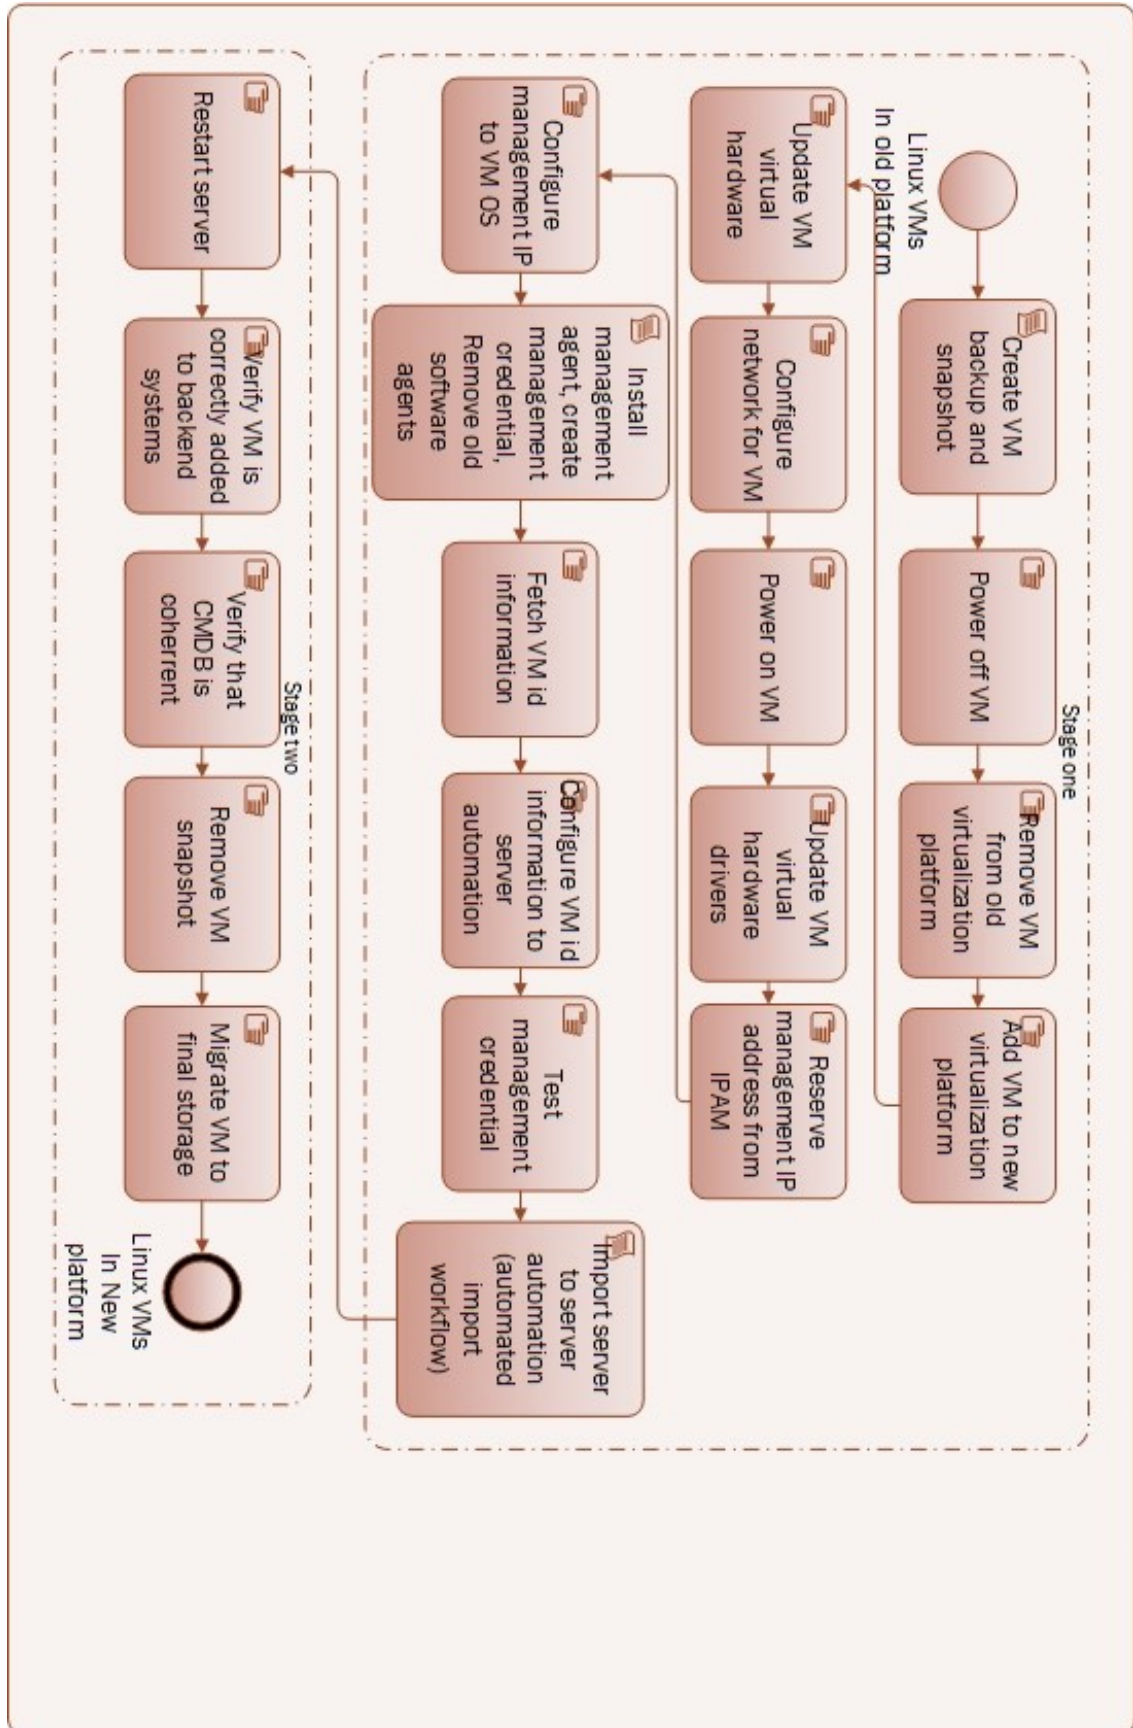 Stage one
Create VM
backup and
snapshot
Power off VM
Remove VM
from old
virtualization
platform
Add VM to new
virtualization
platform
Linux VMs
In old platform
Update VM
virtual
hardware
Configure
network for VM
Power on VM
Update VM
virtual
hardware
drivers
Reserve
management IP
address from
IPAM
Configure
management IP
to VM OS
Install
management
agent, create
management
credential,
Remove old
software
agents
Fetch VM id
information
Configure VM id
information to
server
automation
Test
management
credential
Import server
to server
automation
(automated
import
workflow)
Stage two
Restart server
Verify VM is
correctly added
to backend
systems
Verify that
CMDB is
coherrent
Remove VM
snapshot
Migrate VM to
final storage
Linux VMs
In New
platform